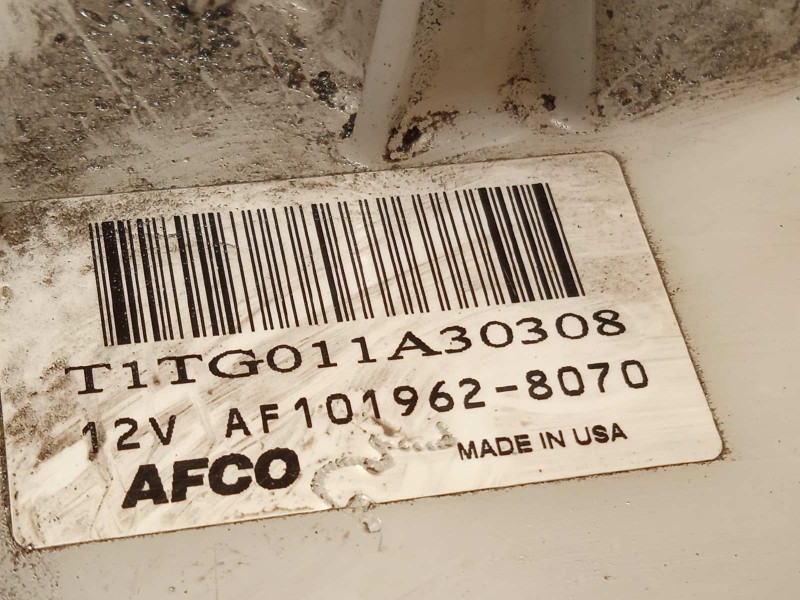 T1TG011A30308
12V AF101962-8070
AFCO
MADE IN USA